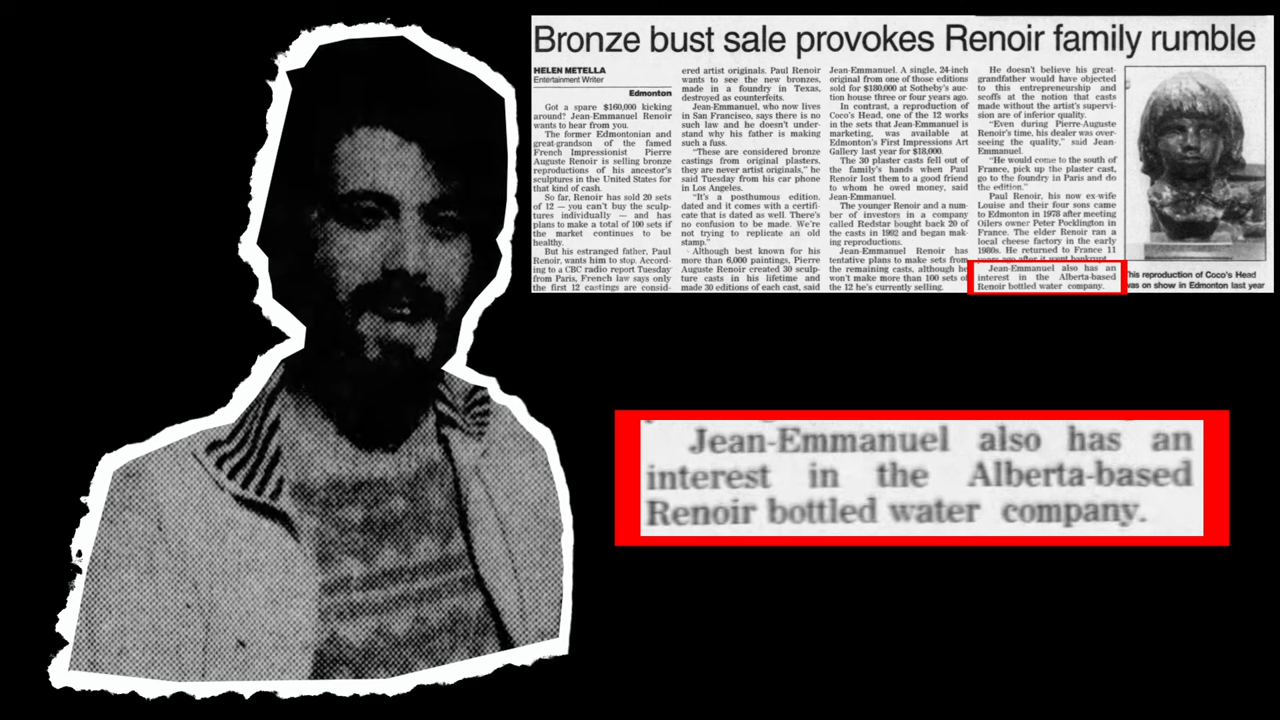 Bronze bust sale provokes Renoir family rumble
HELEN METELLA
Entertainment Writer
Edmonton
Got a spare $160,000 kicking
around? Jean-Emmanuel Renoir
wants to hear from you.
The former Edmontonian and
great-grandson of the famed
French Impressionist Pierre
Auguste Renoir is selling bronze
reproductions of his ancestor's
sculptures in the United States for
that kind of cash.
So far, Renoir has sold 20 sets
of 12 — you can't buy the sculp-
tures individually — and has
plans to make a total of 100 sets if
the market continues to be
healthy.
But his estranged father, Paul
Renoir, wants him to stop. Accord-
ing to a CBC radio report Tuesday
from Paris, French law says only
the first 12 castings are consid-
ered artist originals. Paul Renoir
wants to see the new bronzes,
made in a foundry in Texas,
destroyed as counterfeits.
Jean-Emmanuel, who now lives
in San Francisco, says there is no
such law and he doesn't under-
stand why his father is making
such a fuss.
"These are considered bronze
castings from original plasters,
they are never artist originals," he
said Tuesday from his car phone
in Los Angeles.
"It's a posthumous edition,
dated and it comes with a certifi-
cate that is dated as well. There's
no confusion to be made. We're
not trying to replicate an old
stamp."
Although best known for his
more than 6,000 paintings, Pierre
Auguste Renoir created 30 sculp-
ture casts in his lifetime and
made 30 editions of each cast, said
Jean-Emmanuel. A single, 24-inch
original from one of those editions
sold for $180,000 at Sotheby's auc-
tion house three or four years ago.
In contrast, a reproduction of
Coco's Head, one of the 12 works
in the sets that Jean-Emmanuel is
marketing, was available at
Edmonton's First Impressions Art
Gallery last year for $18,000.
The 30 plaster casts fell out of
the family's hands when Paul
Renoir lost them to a good friend
to whom he owed money, said
Jean-Emmanuel.
The younger Renoir and a num-
ber of investors in a company
called Redstar bought back 20 of
the casts in 1992 and began mak-
ing reproductions.
Jean-Emmanuel Renoir has
tentative plans to make sets from
the remaining casts, although he
won't make more than 100 sets of
the 12 he's currently selling.
He doesn't believe his great-
grandfather would have objected
to this entrepreneurship and
scoffs at the notion that casts
made without the artist's supervi-
sion are of inferior quality.
"Even during Pierre-Auguste
Renoir's time, his dealer was over-
seeing the quality," said Jean-
Emmanuel.
"He would come to the south of
France, pick up the plaster cast,
go to the foundry in Paris and do
the edition."
Paul Renoir, his now ex-wife
Louise and their four sons came
to Edmonton in 1978 after meeting
Oilers owner Peter Pocklington in
France. The elder Renoir ran a
local cheese factory in the early
1980s. He returned to France 11
years ago after it went bankrupt.
Jean-Emmanuel also has an
interest in the Alberta-based
Renoir bottled water company.
This reproduction of Coco's Head
was on show in Edmonton last year
Jean-Emmanuel also has an
interest in the Alberta-based
Renoir bottled water company.